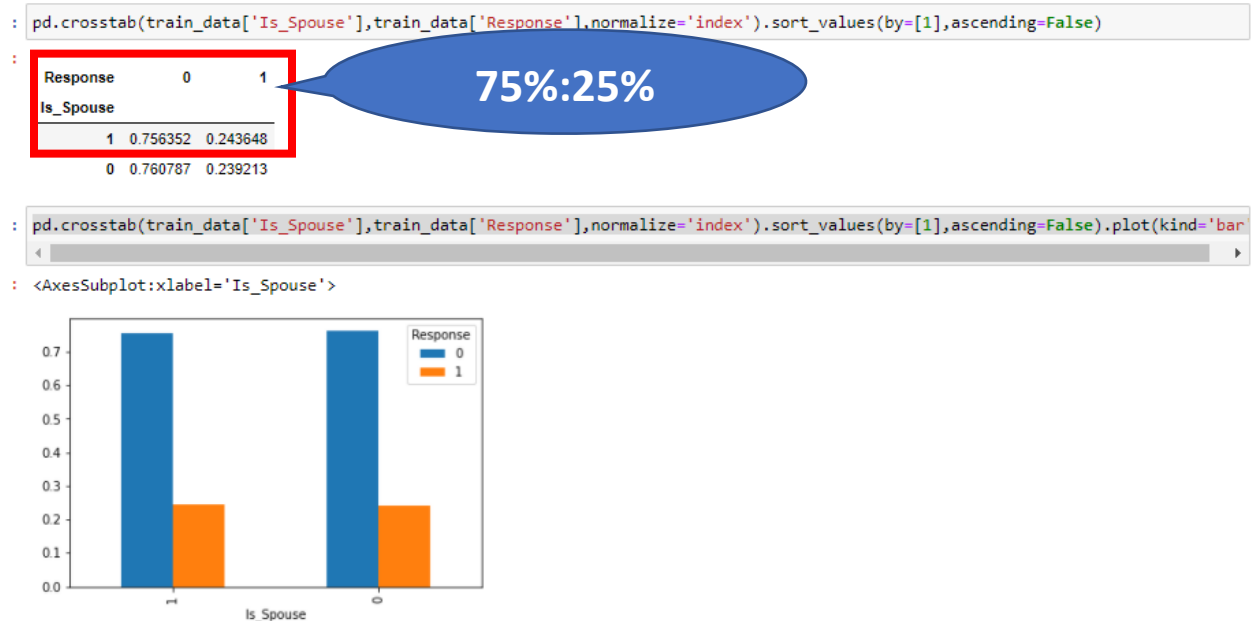 : pd.crosstab(train_data['Is_Spouse'],train_data['Response'],normalize='index').sort_values(by=[1],ascending=False)
:
Response 0 1
Is_Spouse
1 0.756352 0.243648
0 0.760787 0.239213
75%:25%
: pd.crosstab(train_data['Is_Spouse'],train_data['Response'],normalize='index').sort_values(by=[1],ascending=False).plot(kind='bar'
: <AxesSubplot:xlabel='Is_Spouse'>
Response
0
1
0.7
0.6
0.5
0.4
0.3
0.2
0.1
0.0
1 0
Is_Spouse